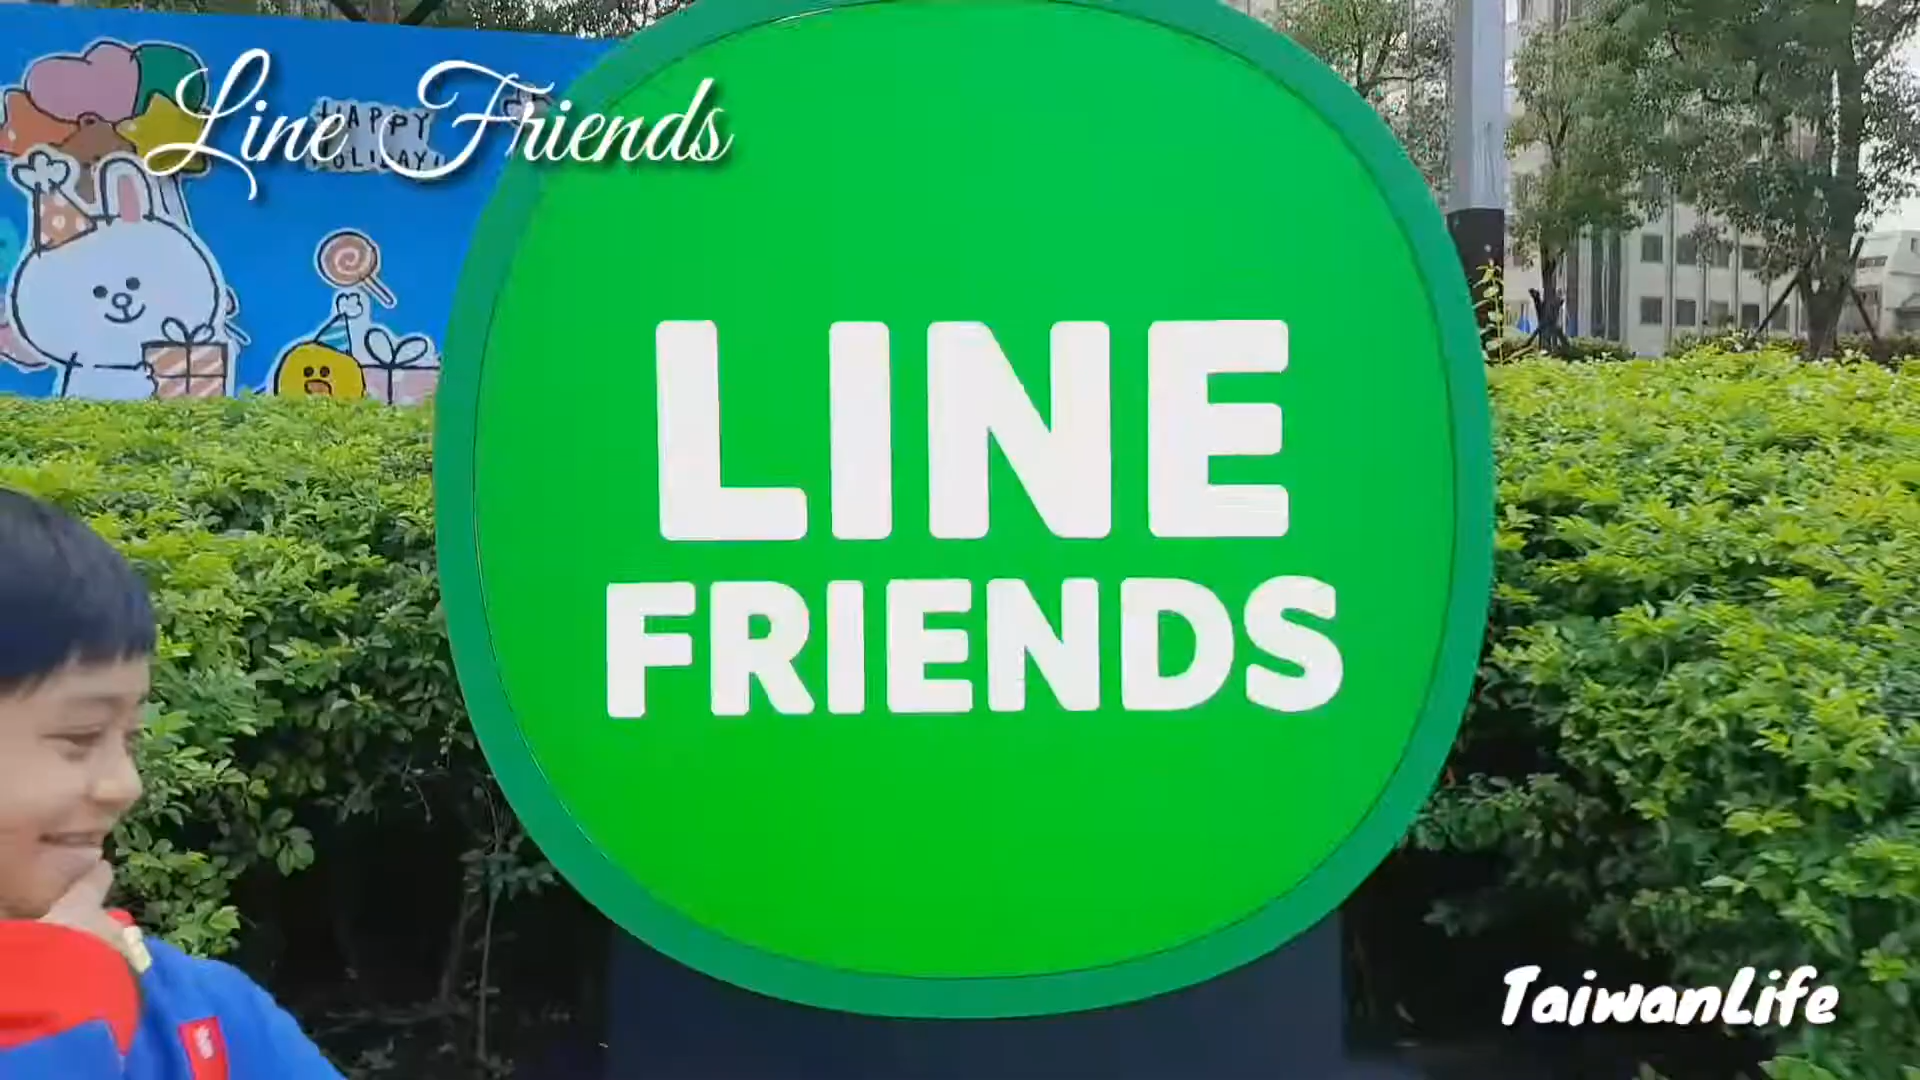 Line Friends
HAPPY
HOLIDAY!
LINE
FRIENDS
TaiwanLife